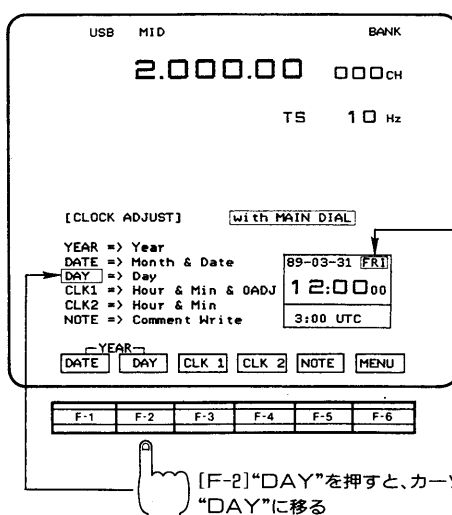 USB MID BANK
2.000.00 000CH
TS 10 Hz
[CLOCK ADJUST] with MAIN DIAL
YEAR => Year
DATE => Month & Date
DAY => Day
CLK1 => Hour & Min & 0ADJ
CLK2 => Hour & Min
NOTE => Comment Write
89-03-31 FRI
12:00 00
3:00 UTC
YEAR
DATE DAY CLK 1 CLK 2 NOTE MENU
F-1 F-2 F-3 F-4 F-5 F-6
[F-2]“DAY”を押すと、カー
“DAY”に移る